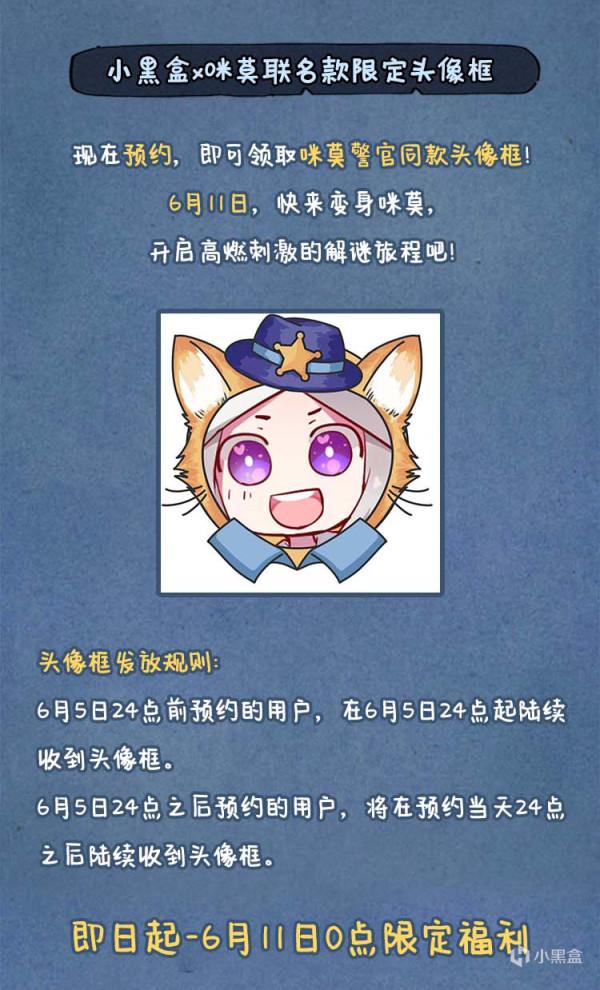 小黑盒x咪莫联名款限定头像框
现在预约，即可领取咪莫警官同款头像框！
6月11日，快来变身咪莫，
开启高燃刺激的解谜旅程吧！
头像框发放规则：
6月5日24点前预约的用户，在6月5日24点起陆续
收到头像框。
6月5日24点之后预约的用户，将在预约当天24点
之后陆续收到头像框。
即日起-6月11日0点限定福利
小黑盒